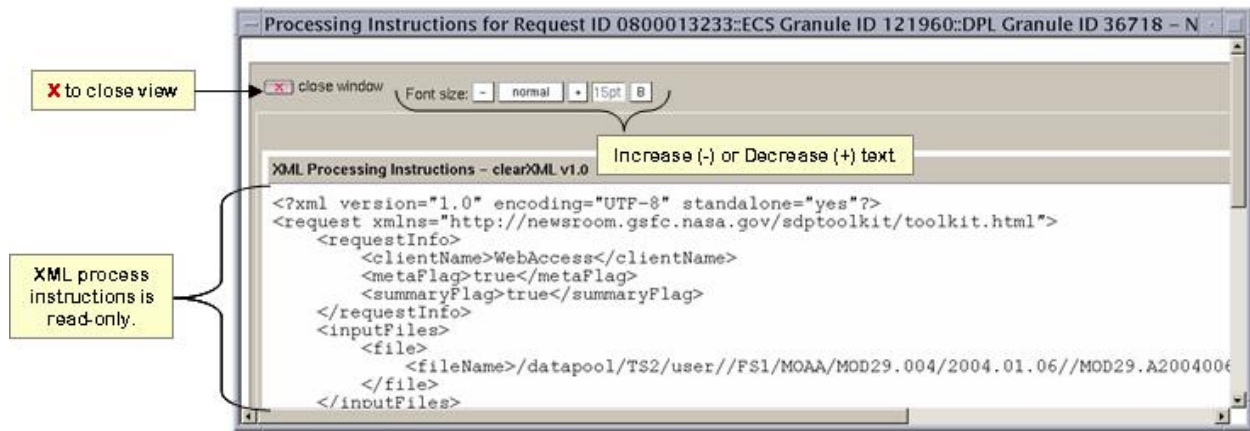 Processing Instructions for Request ID 0800013233::ECS Granule ID 121960::DPL Granule ID 36718 – N
X to close view
X close window Font size: - normal + 15pt B
Increase (-) or Decrease (+) text
XML Processing Instructions – clearXML v1.0
<?xml version="1.0" encoding="UTF-8" standalone="yes"?>
<request xmlns="http://newsroom.gsfc.nasa.gov/sdptoolkit/toolkit.html">
<requestInfo>
<clientName>WebAccess</clientName>
<metaFlag>true</metaFlag>
<summaryFlag>true</summaryFlag>
</requestInfo>
<inputFiles>
<file>
<fileName>/datapool/TS2/user//FS1/MOAA/MOD29.004/2004.01.06//MOD29.A2004006
</file>
</inputFiles>
XML process
instructions is
read-only.